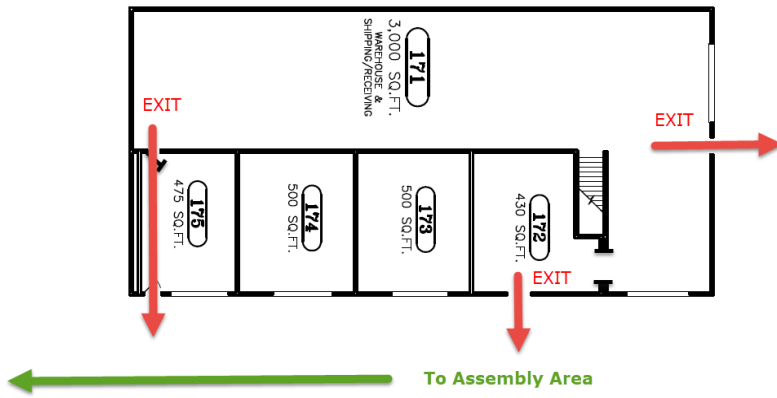 171
3,000 SQ.FT.
WAREHOUSE &
SHIPPING/RECEIVING
EXIT
EXIT
175
475 SQ.FT.
174
500 SQ.FT.
173
500 SQ.FT.
172
430 SQ.FT.
EXIT
To Assembly Area